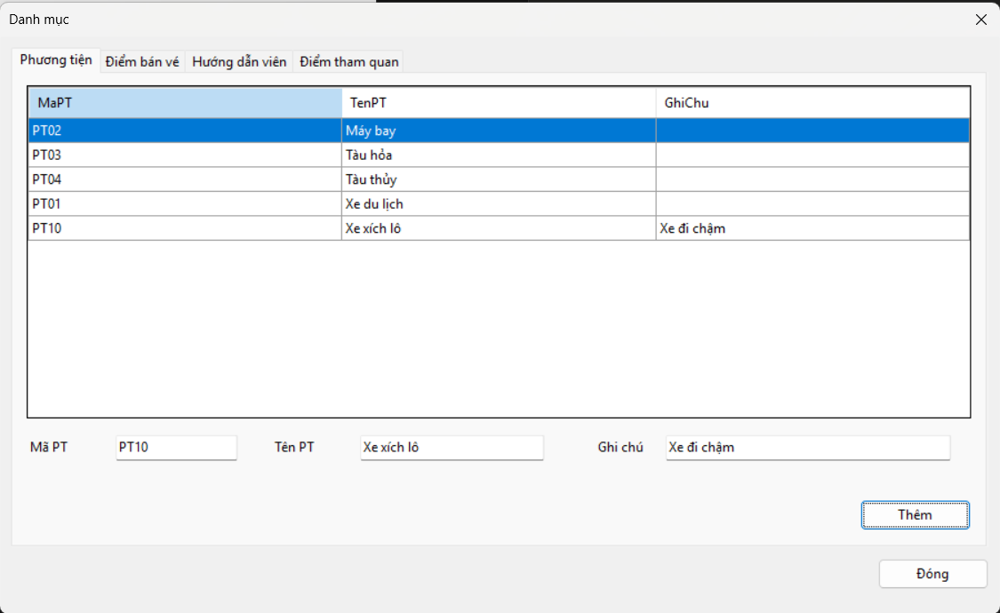 Danh mục
Phương tiện Điểm bán vé Hướng dẫn viên Điểm tham quan
MaPT TenPT GhiChu
PT02 Máy bay
PT03 Tàu hỏa
PT04 Tàu thủy
PT01 Xe du lịch
PT10 Xe xích lô Xe đi chậm
Mã PT PT10 Tên PT Xe xích lô Ghi chú Xe đi chậm
Thêm
Đóng